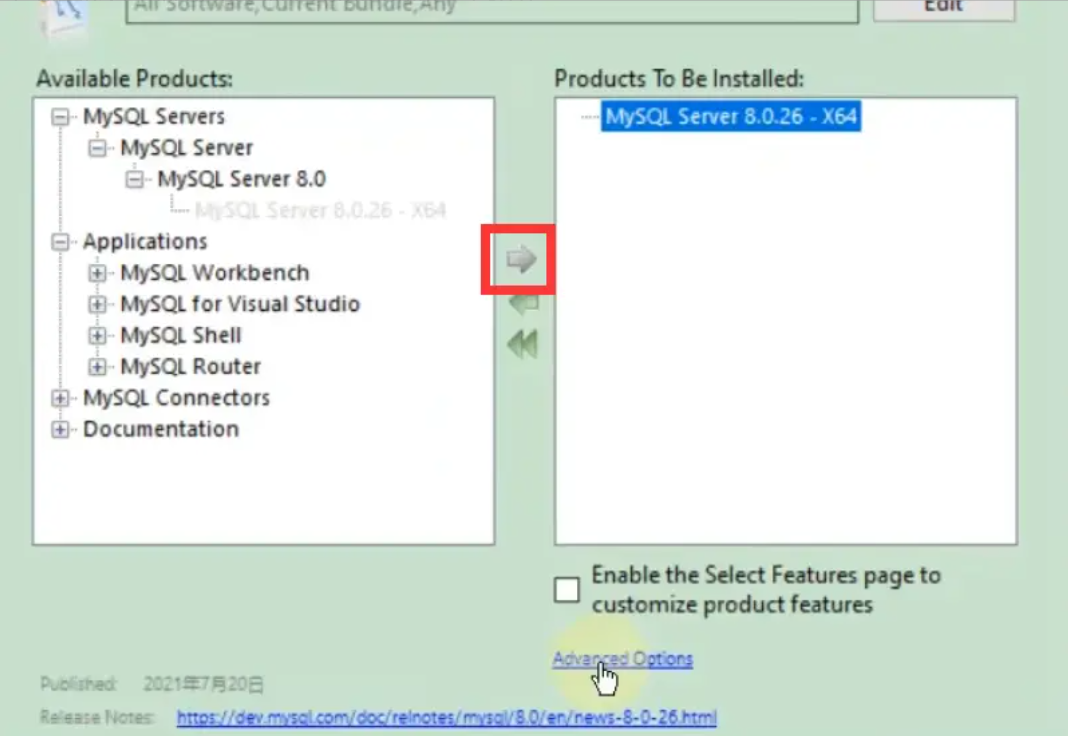 All Software,Current Bundle,Any
Edit
Available Products:
Products To Be Installed:
MySQL Servers
MySQL Server
MySQL Server 8.0
MySQL Server 8.0.26 - X64
Applications
MySQL Workbench
MySQL for Visual Studio
MySQL Shell
MySQL Router
MySQL Connectors
Documentation
MySQL Server 8.0.26 - X64
Enable the Select Features page to
customize product features
Advanced Options
Published: 2021年7月20日
Release Notes: https://dev.mysql.com/doc/relnotes/mysql/8.0/en/news-8-0-26.html